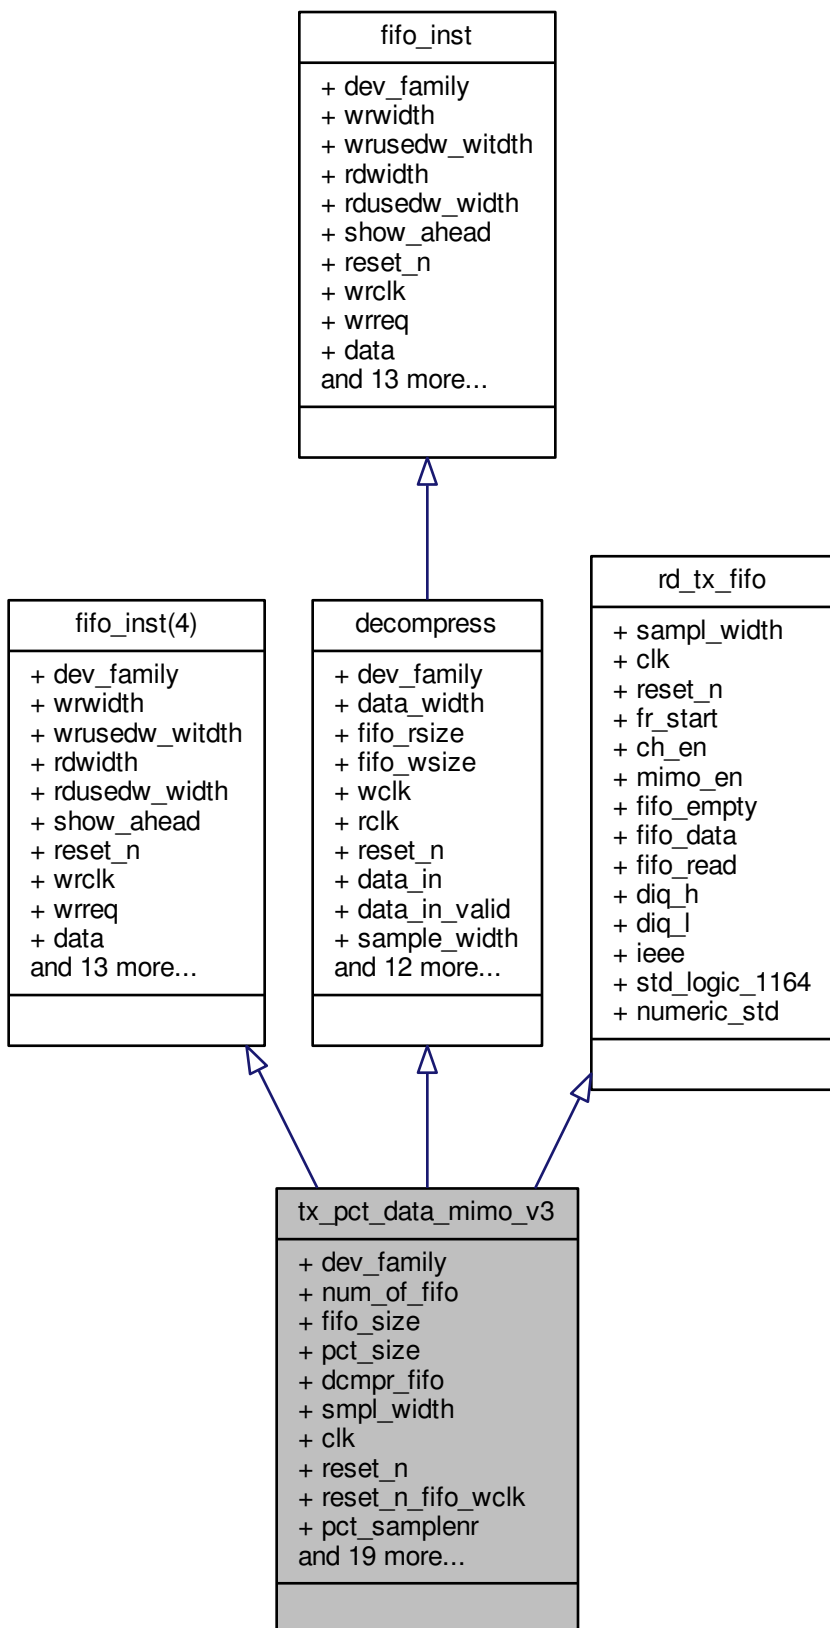 fifo_inst
+ dev_family
+ wrwidth
+ wrusedw_witdth
+ rdwidth
+ rdusedw_width
+ show_ahead
+ reset_n
+ wrclk
+ wrreq
+ data
and 13 more...
fifo_inst(4)
+ dev_family
+ wrwidth
+ wrusedw_witdth
+ rdwidth
+ rdusedw_width
+ show_ahead
+ reset_n
+ wrclk
+ wrreq
+ data
and 13 more...
decompress
+ dev_family
+ data_width
+ fifo_rsize
+ fifo_wsize
+ wclk
+ rclk
+ reset_n
+ data_in
+ data_in_valid
+ sample_width
and 12 more...
rd_tx_fifo
+ sampl_width
+ clk
+ reset_n
+ fr_start
+ ch_en
+ mimo_en
+ fifo_empty
+ fifo_data
+ fifo_read
+ diq_h
+ diq_l
+ ieee
+ std_logic_1164
+ numeric_std
tx_pct_data_mimo_v3
+ dev_family
+ num_of_fifo
+ fifo_size
+ pct_size
+ dcmpr_fifo
+ smpl_width
+ clk
+ reset_n
+ reset_n_fifo_wclk
+ pct_samplenr
and 19 more...